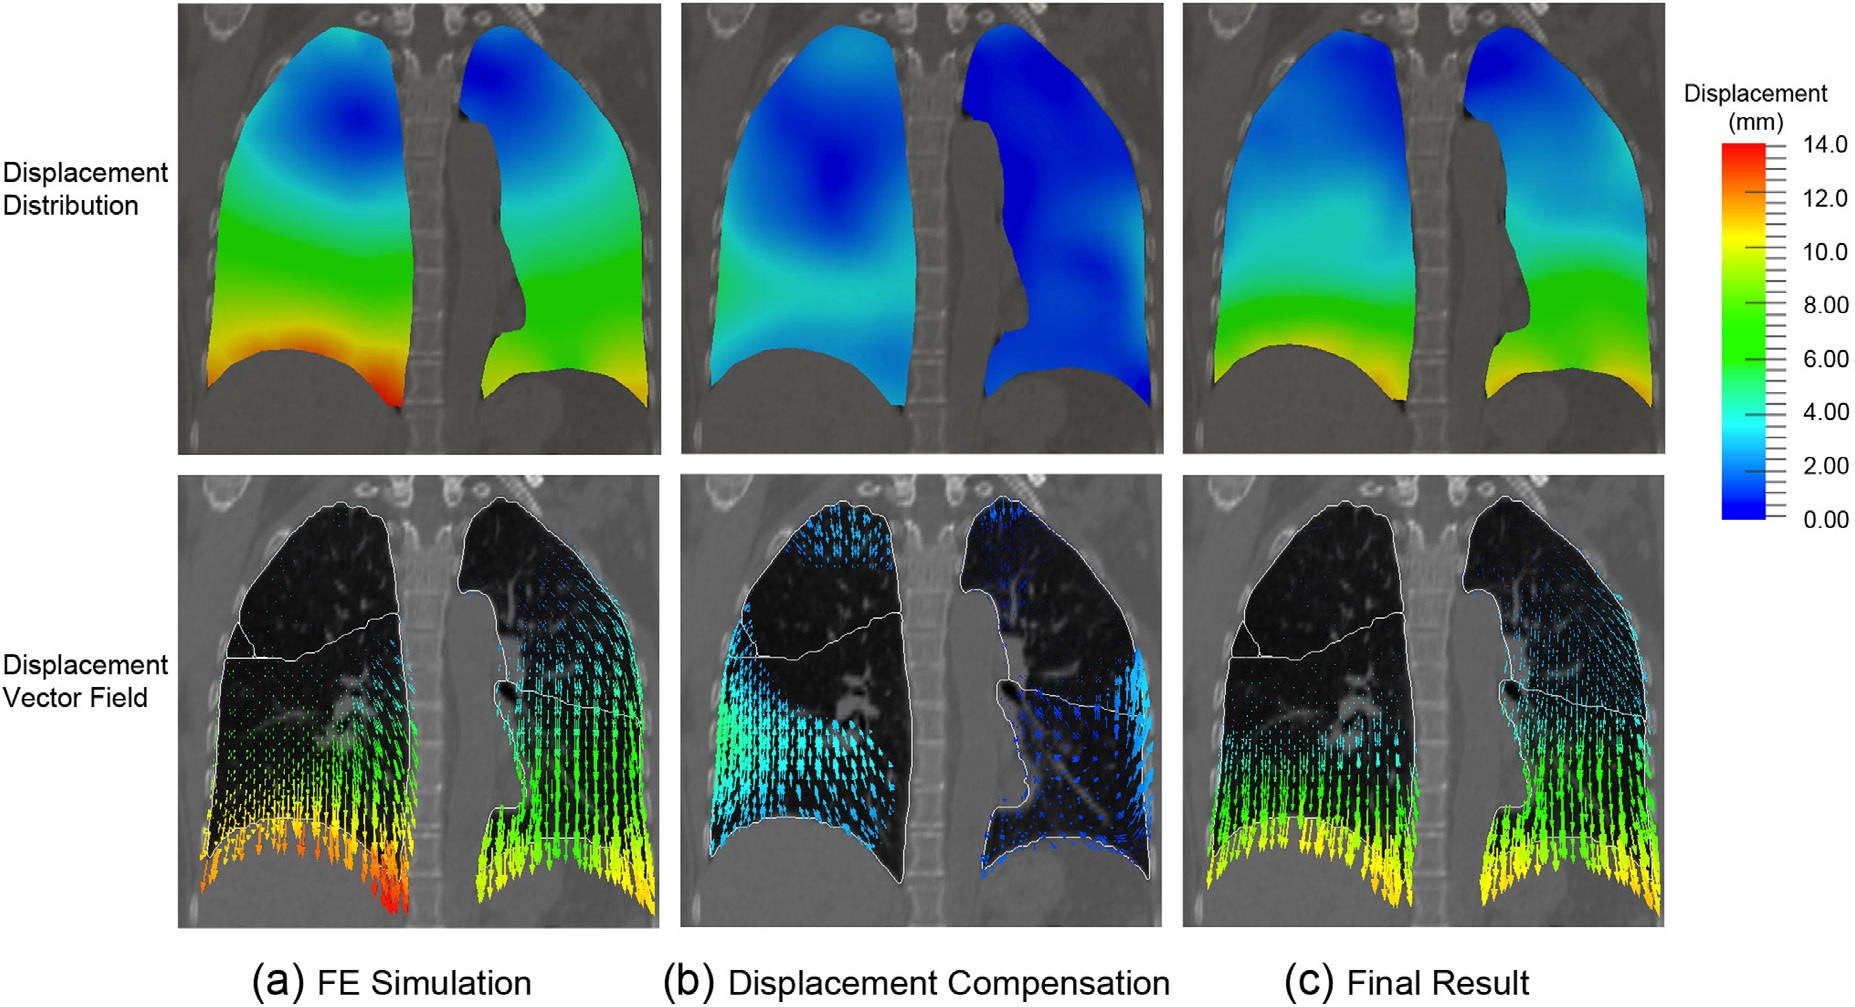 Displacement
Distribution
Displacement
(mm)
14.0
12.0
10.0
8.00
6.00
4.00
2.00
0.00
Displacement
Vector Field
(a) FE Simulation
(b) Displacement Compensation
(c) Final Result